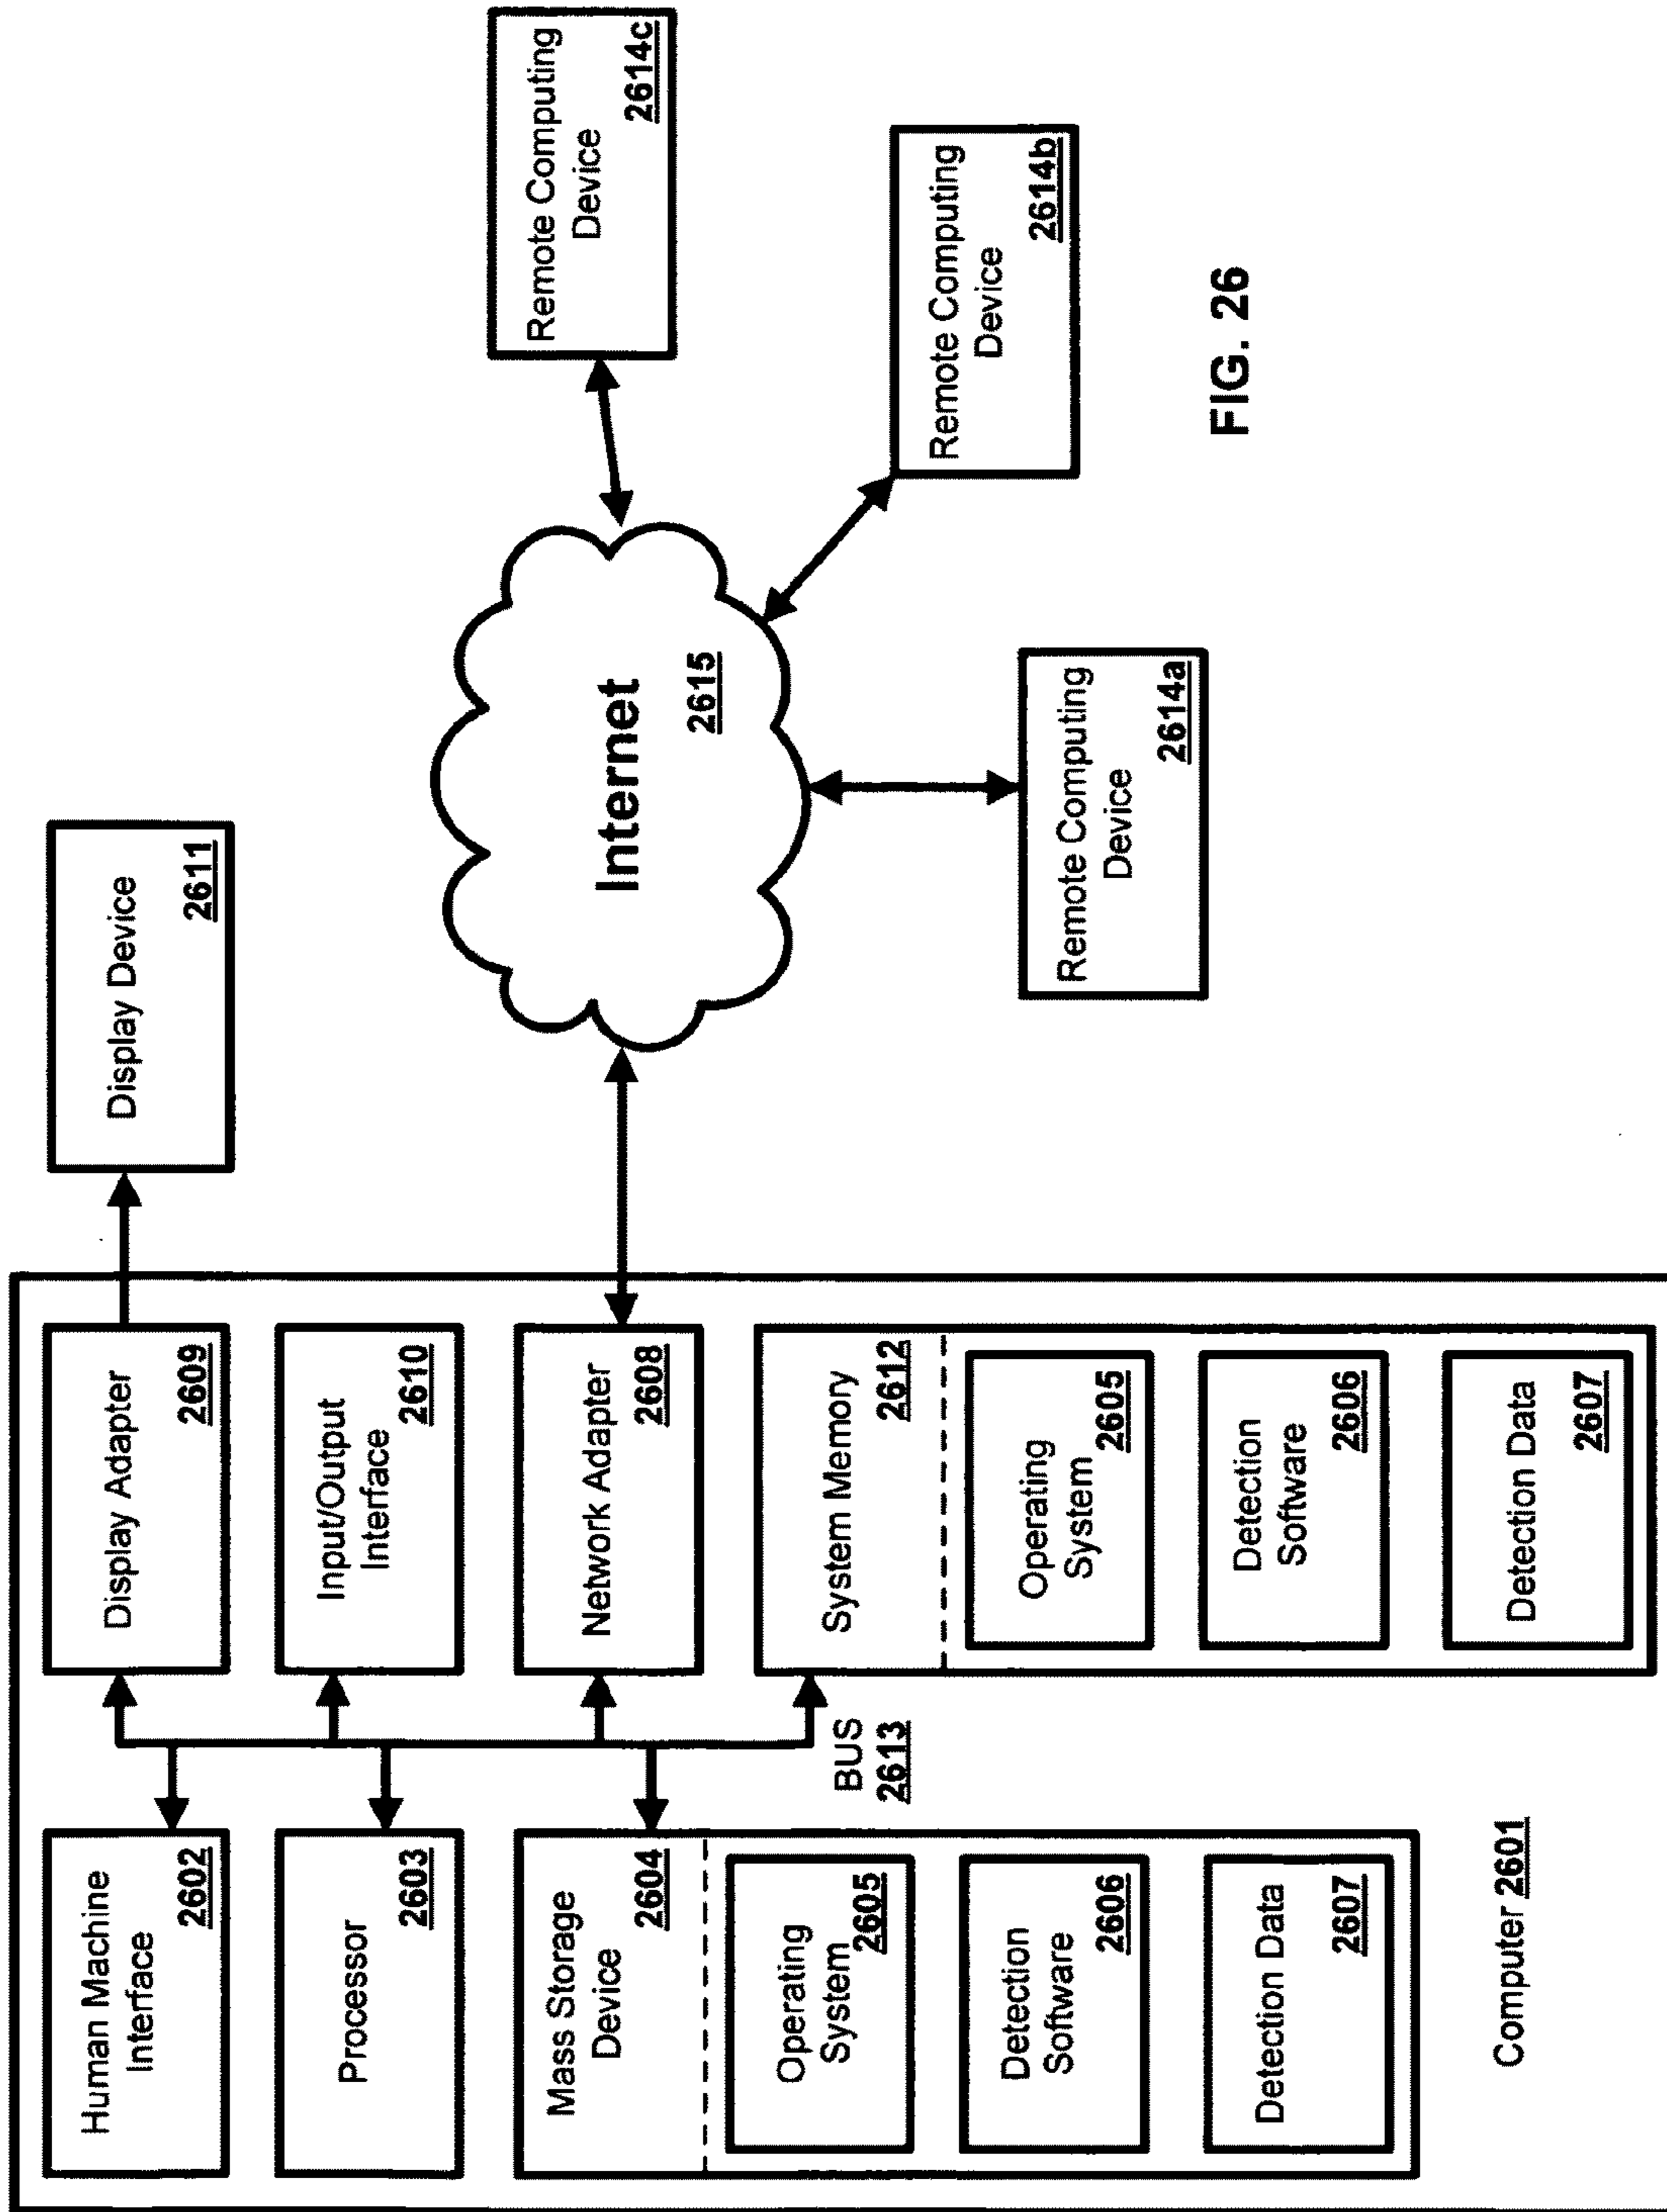 Human Machine
Interface
2602
Processor
2603
Mass Storage
Device
2604
Operating
System
2605
Detection
Software
2606
Detection Data
2607
Computer 2601
BUS
2613
Display Adapter
2609
Input/Output
Interface
2610
Network Adapter
2608
System Memory
2612
Operating
System
2605
Detection
Software
2606
Detection Data
2607
Display Device
2611
Internet
2615
Remote Computing
Device
2614a
Remote Computing
Device
2614b
Remote Computing
Device
2614c
FIG. 26